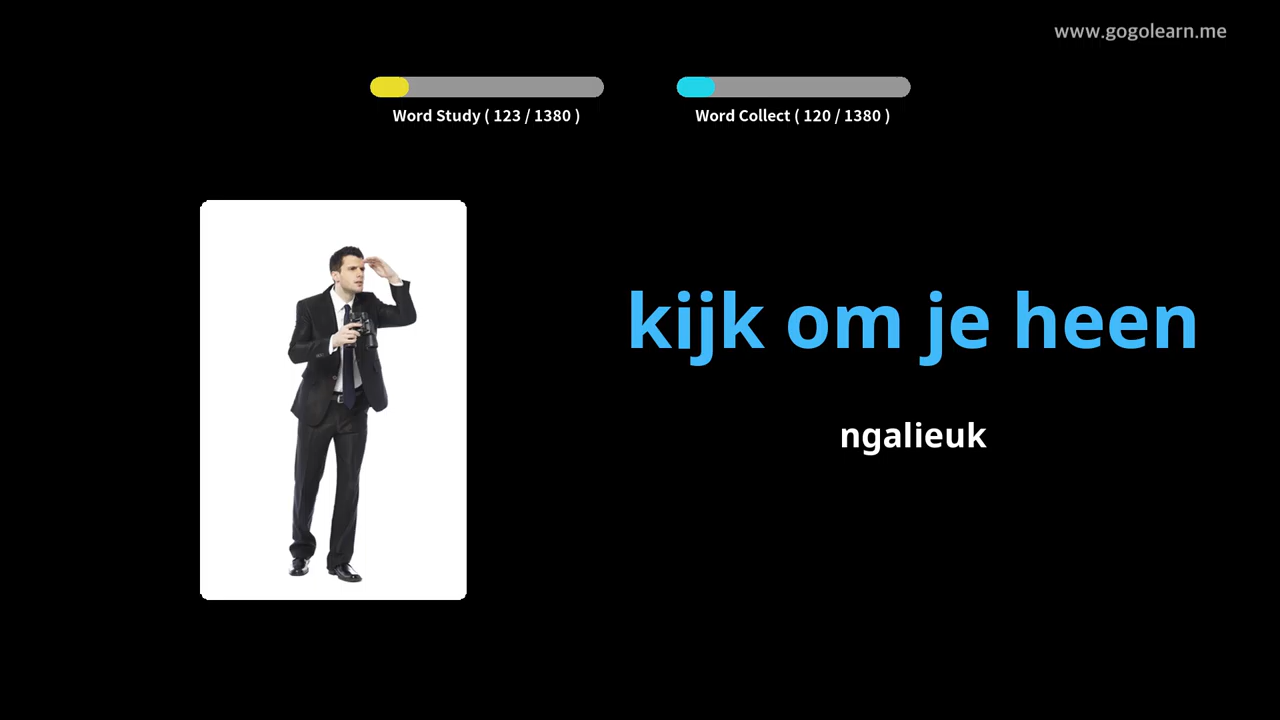 www.gogolearn.me
Word Study ( 123 / 1380 )
Word Collect ( 120 / 1380 )
kijk om je heen
ngalieuk